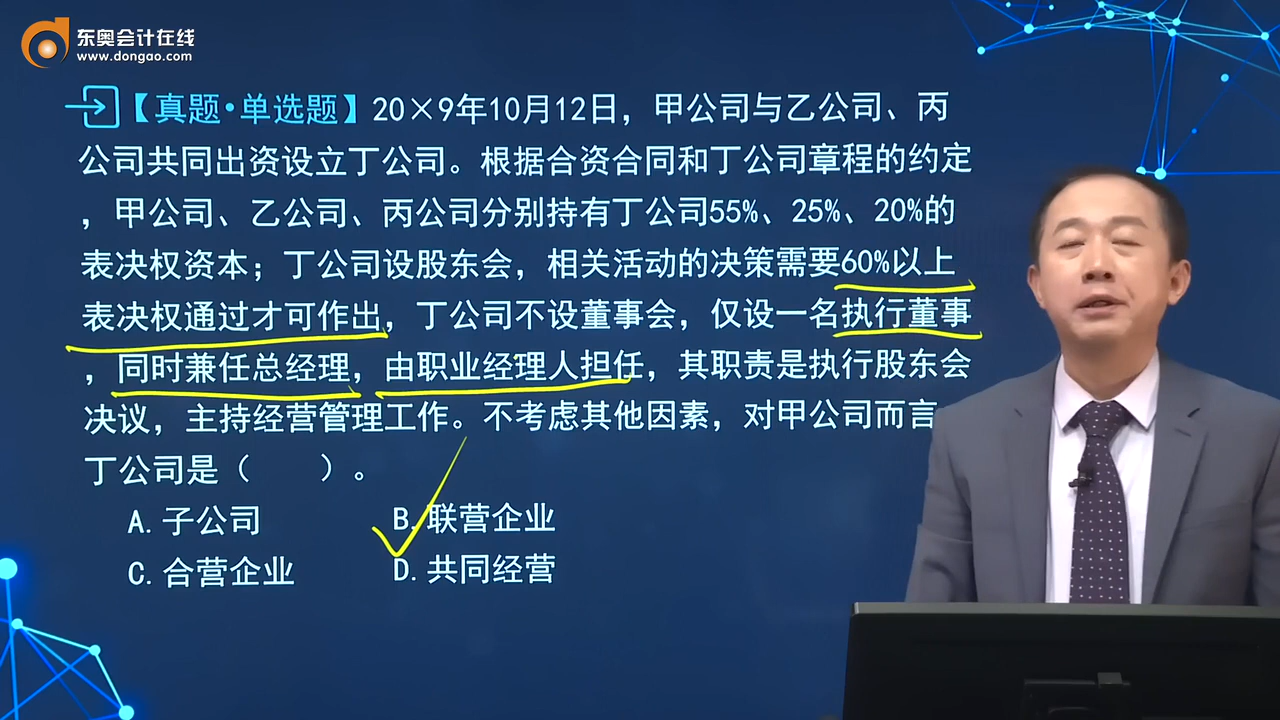 东奥会计在线
www.dongao.com
【真题·单选题】20×9年10月12日，甲公司与乙公司、丙
公司共同出资设立丁公司。根据合资合同和丁公司章程的约定
，甲公司、乙公司、丙公司分别持有丁公司55%、25%、20%的
表决权资本；丁公司设股东会，相关活动的决策需要60%以上
表决权通过才可作出，丁公司不设董事会，仅设一名执行董事
，同时兼任总经理，由职业经理人担任，其职责是执行股东会
决议，主持经营管理工作。不考虑其他因素，对甲公司而言
丁公司是（　　）。
A.子公司 B.联营企业
C.合营企业 D.共同经营